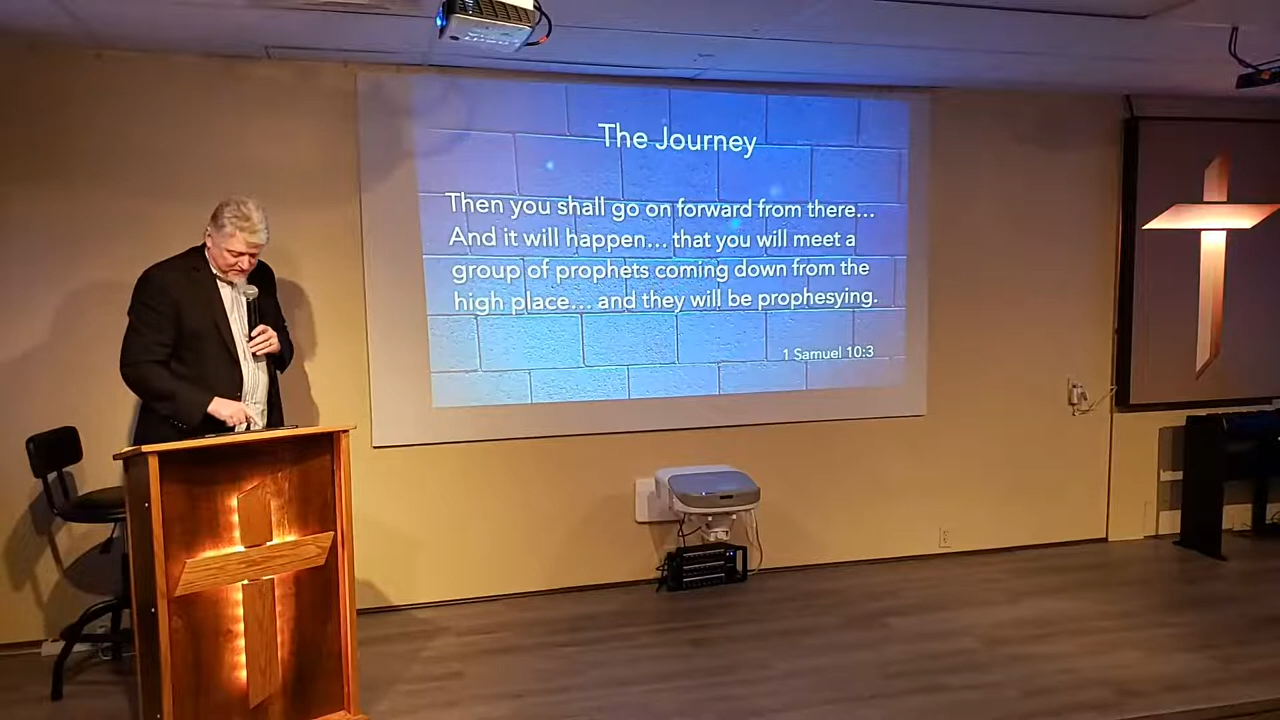 The Journey
Then you shall go on forward from there...
And it will happen... that you will meet a
group of prophets coming down from the
high place... and they will be prophesying.
1 Samuel 10:3